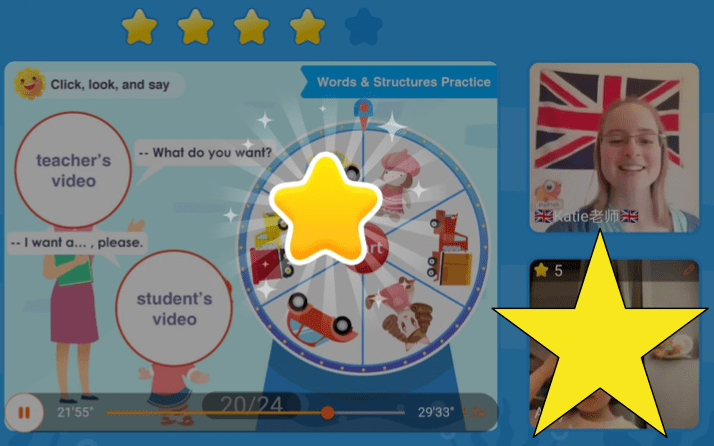 Click, look, and say
Words & Structures Practice
teacher's
video
-- What do you want?
-- I want a... , please.
student's
video
Katie老师
5
21'55"
20/24
29'33"